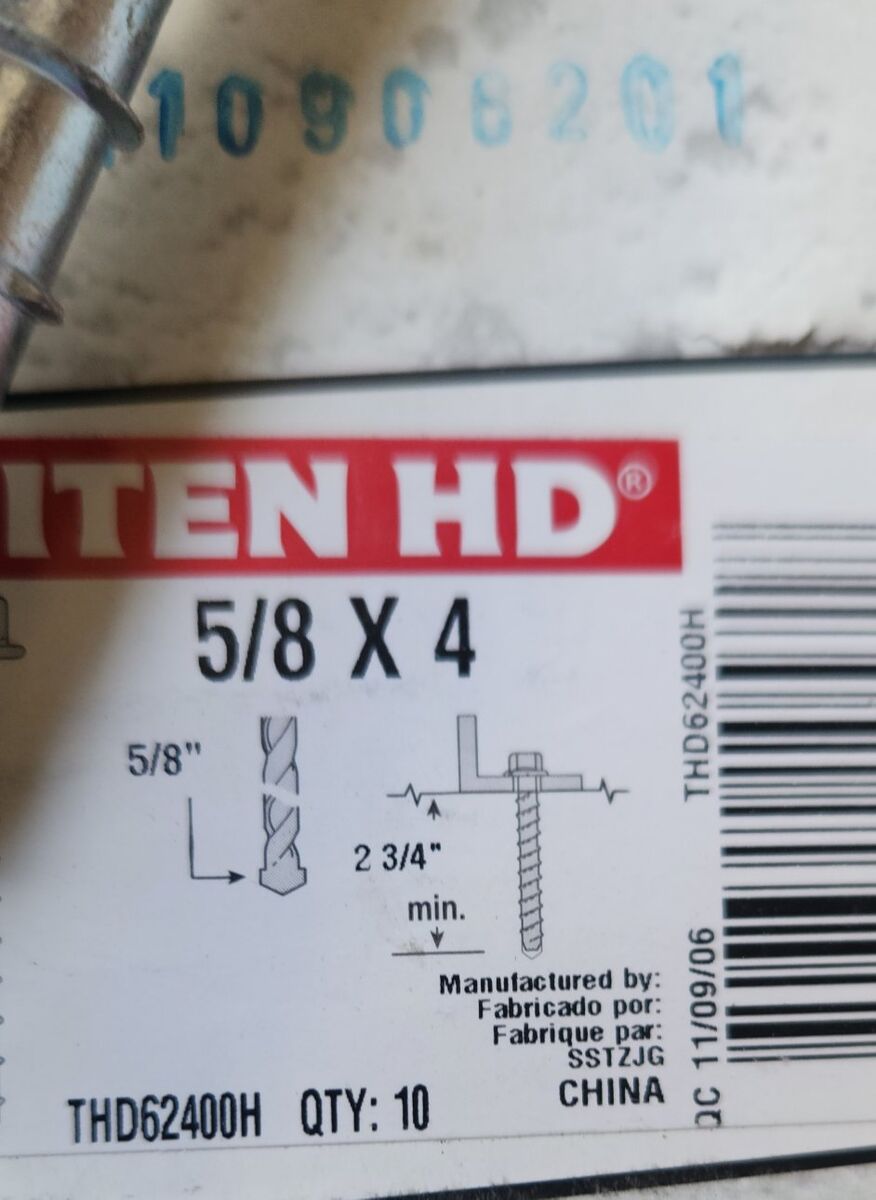 10906201
ITEN HD®
5/8 X 4
5/8"
2 3/4"
min.
Manufactured by:
Fabricado por:
Fabrique par:
SSTZJG
CHINA
THD62400H QTY: 10
THD62400H
QC 11/09/06